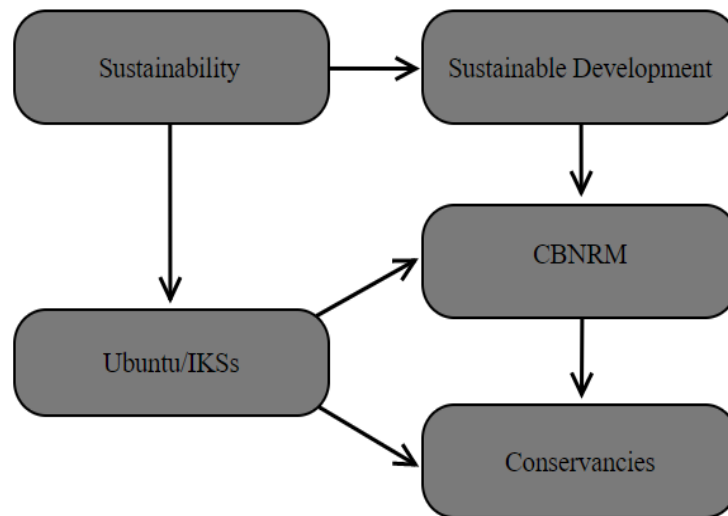 Sustainability
Sustainable Development
CBNRM
Ubuntu/IKSs
Conservancies